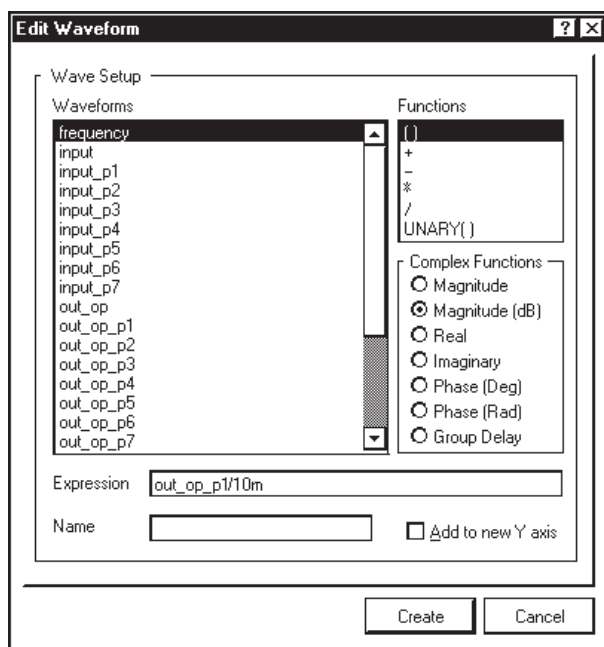 Edit Waveform
? X
Wave Setup
Waveforms
frequency
input
input_p1
input_p2
input_p3
input_p4
input_p5
input_p6
input_p7
out_op
out_op_p1
out_op_p2
out_op_p3
out_op_p4
out_op_p5
out_op_p6
out_op_p7
Functions
( )
+
-
*
/
UNARY( )
Complex Functions
Magnitude
Magnitude (dB)
Real
Imaginary
Phase (Deg)
Phase (Rad)
Group Delay
Expression out_op_p1/10m
Name
Add to new Y axis
Create Cancel